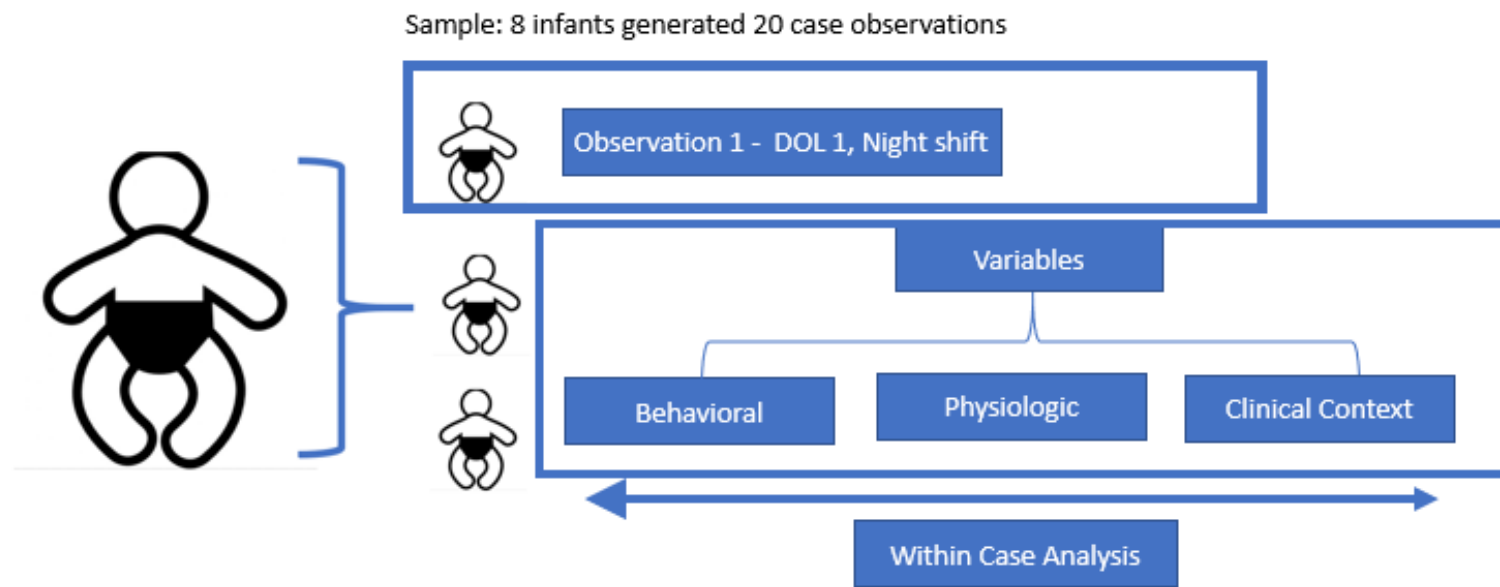 Sample: 8 infants generated 20 case observations
Observation 1 - DOL 1, Night shift
Variables
Behavioral
Physiologic
Clinical Context
Within Case Analysis